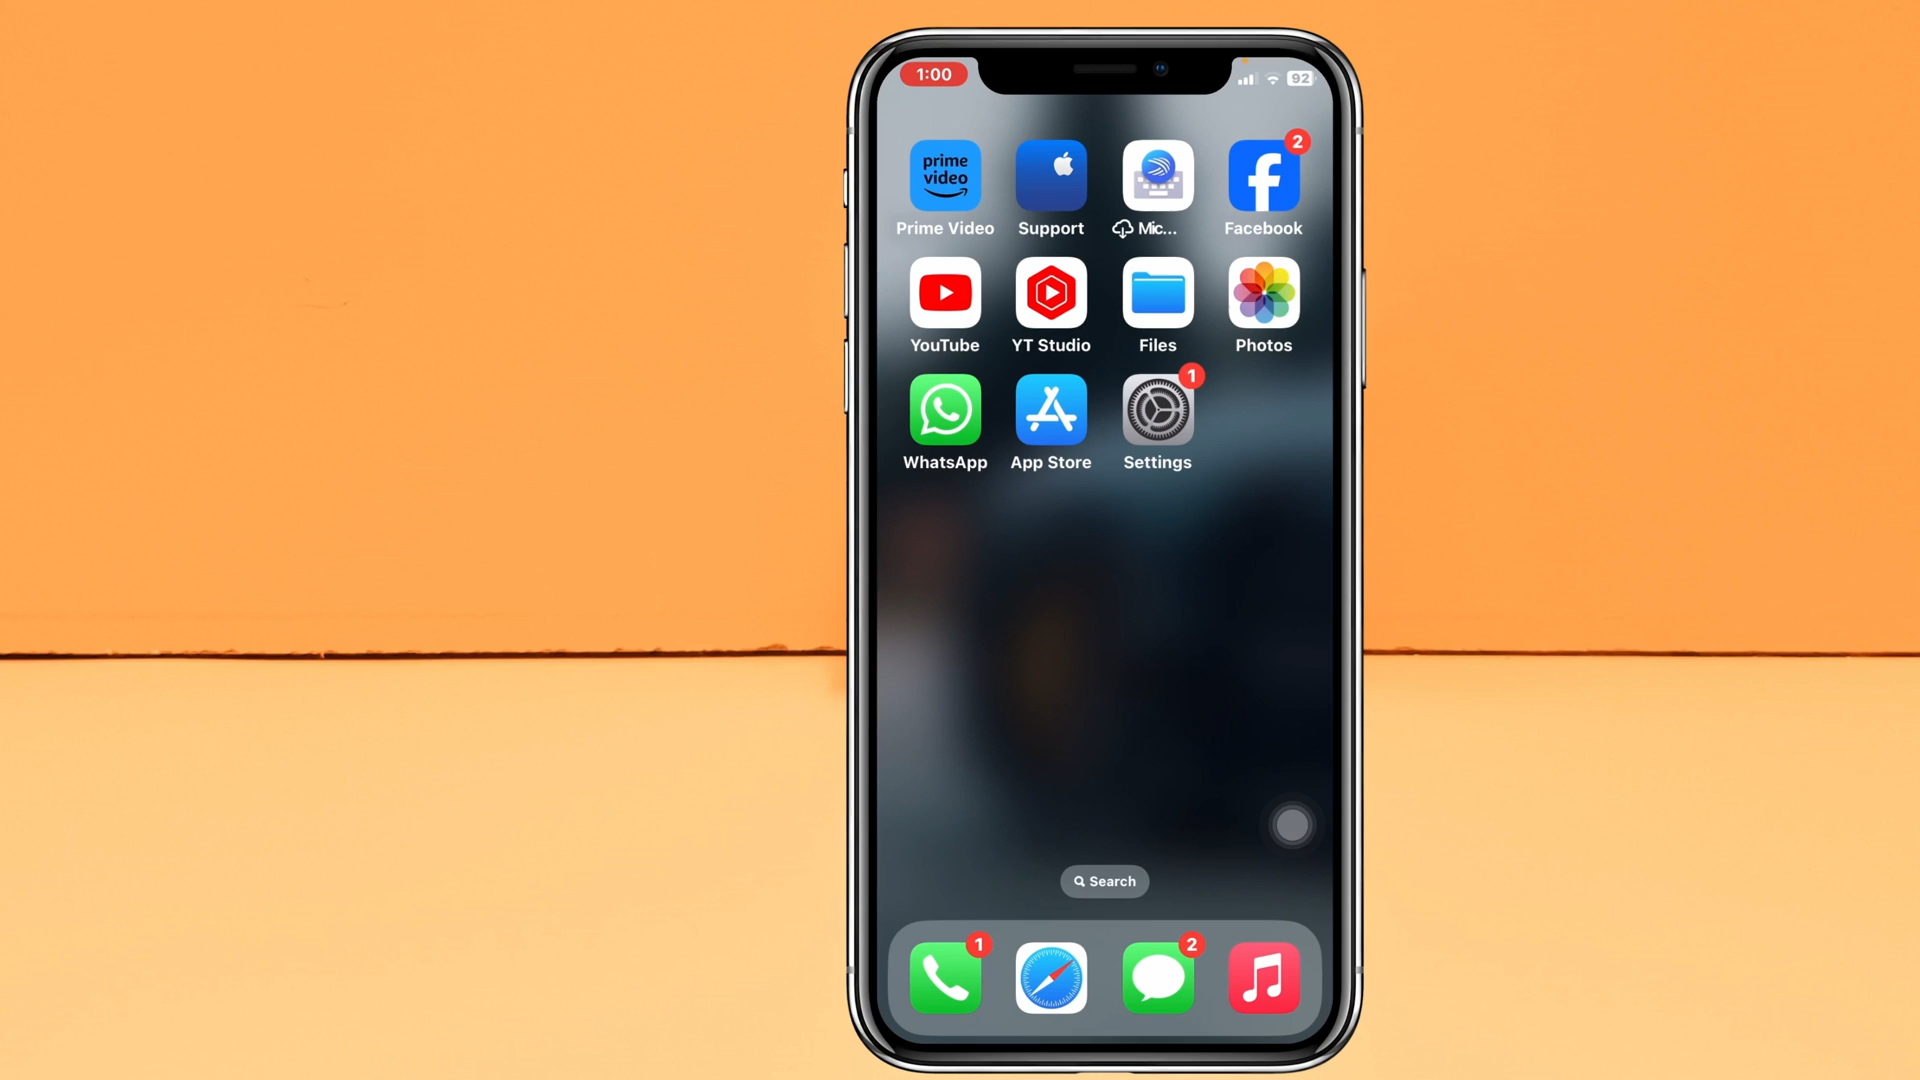 1:00
92
prime
video
2
Prime Video
Support
Mic...
Facebook
YouTube
YT Studio
Files
Photos
1
WhatsApp
App Store
Settings
Search
1
2